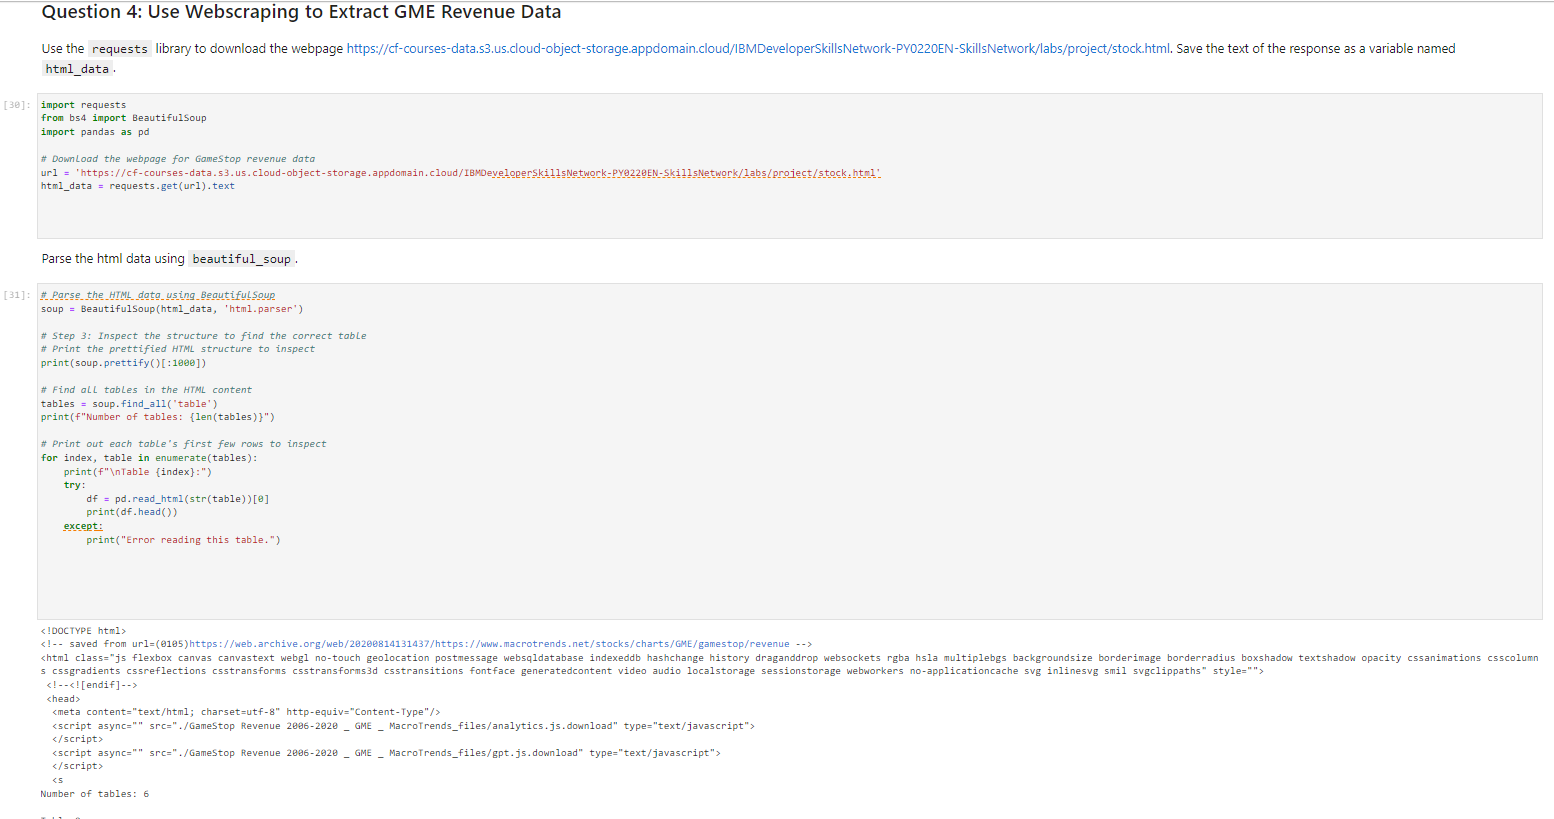 Question 4: Use Webscraping to Extract GME Revenue Data
Use the requests library to download the webpage https://cf-courses-data.s3.us.cloud-object-storage.appdomain.cloud/IBMDeveloperSkillsNetwork-PY0220EN-SkillsNetwork/labs/project/stock.html. Save the text of the response as a variable named
html_data .
[30]:
import requests
from bs4 import BeautifulSoup
import pandas as pd
# Download the webpage for GameStop revenue data
url = 'https://cf-courses-data.s3.us.cloud-object-storage.appdomain.cloud/IBMDeveloperSkillsNetwork-PY0220EN-SkillsNetwork/labs/project/stock.html'
html_data = requests.get(url).text
Parse the html data using beautiful_soup .
[31]:
# Parse the HTML data using BeautifulSoup
soup = BeautifulSoup(html_data, 'html.parser')
# Step 3: Inspect the structure to find the correct table
# Print the prettified HTML structure to inspect
print(soup.prettify()[:1000])
# Find all tables in the HTML content
tables = soup.find_all('table')
print(f"Number of tables: {len(tables)}")
# Print out each table's first few rows to inspect
for index, table in enumerate(tables):
    print(f"\nTable {index}:")
    try:
        df = pd.read_html(str(table))[0]
        print(df.head())
    except:
        print("Error reading this table.")
<!DOCTYPE html>
<!-- saved from url=(0105)https://web.archive.org/web/20200814131437/https://www.macrotrends.net/stocks/charts/GME/gamestop/revenue -->
<html class="js flexbox canvas canvastext webgl no-touch geolocation postmessage websqldatabase indexeddb hashchange history draganddrop websockets rgba hsla multiplebgs backgroundsize borderimage borderradius boxshadow textshadow opacity cssanimations csscolumn
s cssgradients cssreflections csstransforms csstransforms3d csstransitions fontface generatedcontent video audio localstorage sessionstorage webworkers no-applicationcache svg inlinesvg smil svgclippaths" style="">
 <!--<![endif]-->
 <head>
  <meta content="text/html; charset=utf-8" http-equiv="Content-Type"/>
  <script async="" src="./GameStop Revenue 2006-2020 _ GME _ MacroTrends_files/analytics.js.download" type="text/javascript">
  </script>
  <script async="" src="./GameStop Revenue 2006-2020 _ GME _ MacroTrends_files/gpt.js.download" type="text/javascript">
  </script>
  <s
Number of tables: 6